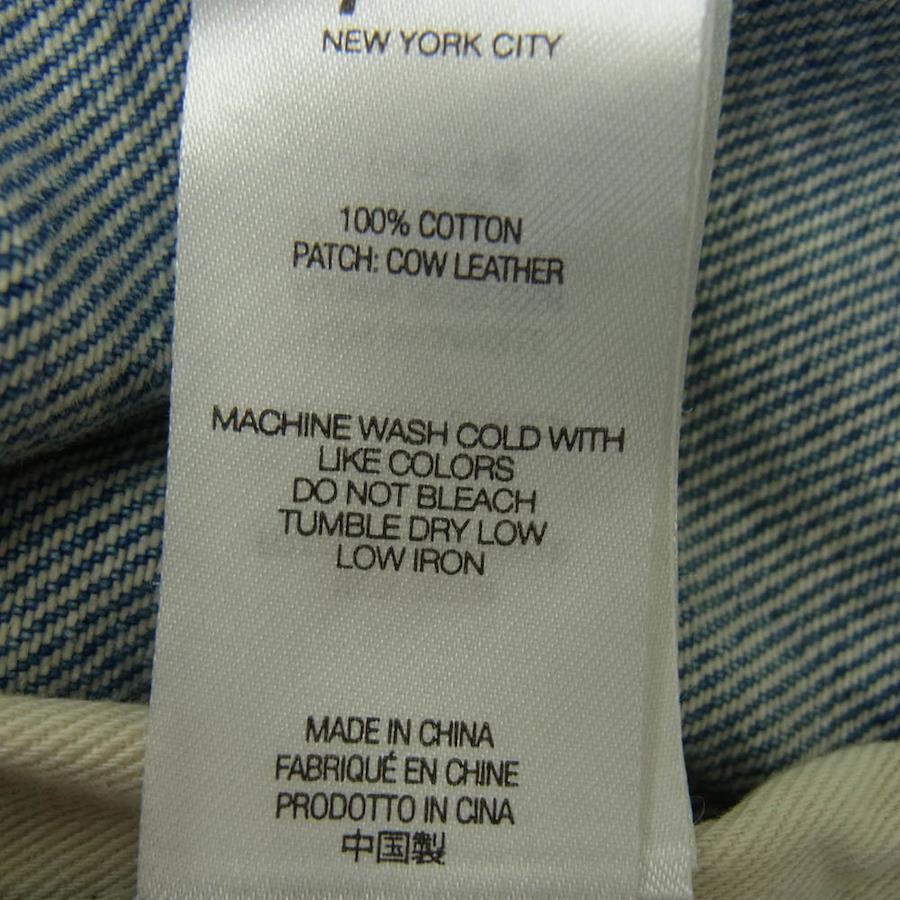 NEW YORK CITY
100% COTTON
PATCH: COW LEATHER
MACHINE WASH COLD WITH
LIKE COLORS
DO NOT BLEACH
TUMBLE DRY LOW
LOW IRON
MADE IN CHINA
FABRIQUÉ EN CHINE
PRODOTTO IN CINA
中国製